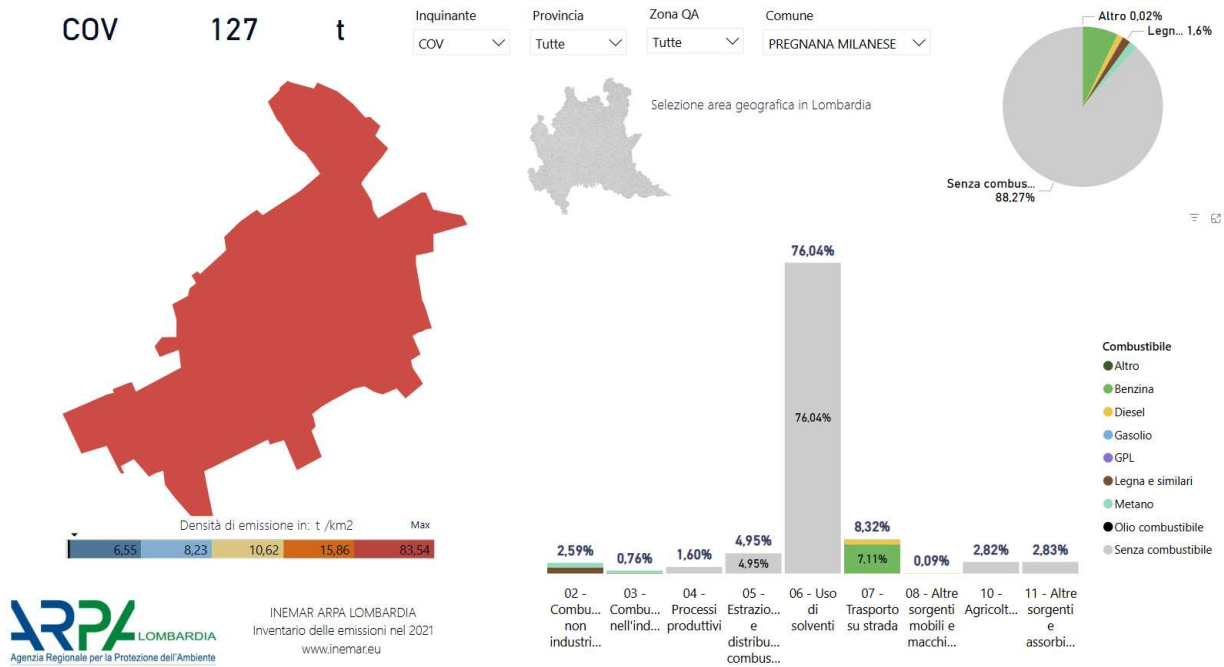 COV 127 t
Inquinante
COV
Provincia
Tutte
Zona QA
Tutte
Comune
PREGNANA MILANESE
Selezione area geografica in Lombardia
Altro 0,02%
Legn... 1,6%
Senza combus...
88,27%
Densità di emissione in: t /km2
Max
6,55 8,23 10,62 15,86 83,54
ARPA LOMBARDIA
Agenzia Regionale per la Protezione dell'Ambiente
INEMAR ARPA LOMBARDIA
Inventario delle emissioni nel 2021
www.inemar.eu
2,59%
0,76%
1,60%
4,95%
4,95%
76,04%
76,04%
8,32%
7,11%
0,09%
2,82%
2,83%
02 -
Combu...
non
industri...
03 -
Combu...
nell'ind...
04 -
Processi
produttivi
05 -
Estrazio...
e
distribu...
combus...
06 - Uso
di
solventi
07 -
Trasporto
su strada
08 - Altre
sorgenti
mobili e
macchi...
10 -
Agricolt...
11 - Altre
sorgenti
e
assorbi...
Combustibile
Altro
Benzina
Diesel
Gasolio
GPL
Legna e similari
Metano
Olio combustibile
Senza combustibile